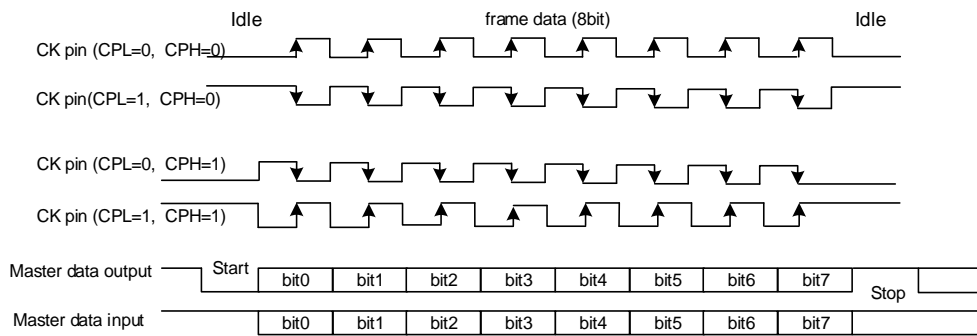 Idle frame data (8bit) Idle
CK pin (CPL=0, CPH=0)
CK pin(CPL=1, CPH=0)
CK pin (CPL=0, CPH=1)
CK pin (CPL=1, CPH=1)
Master data output Start bit0 bit1 bit2 bit3 bit4 bit5 bit6 bit7 Stop
Master data input bit0 bit1 bit2 bit3 bit4 bit5 bit6 bit7